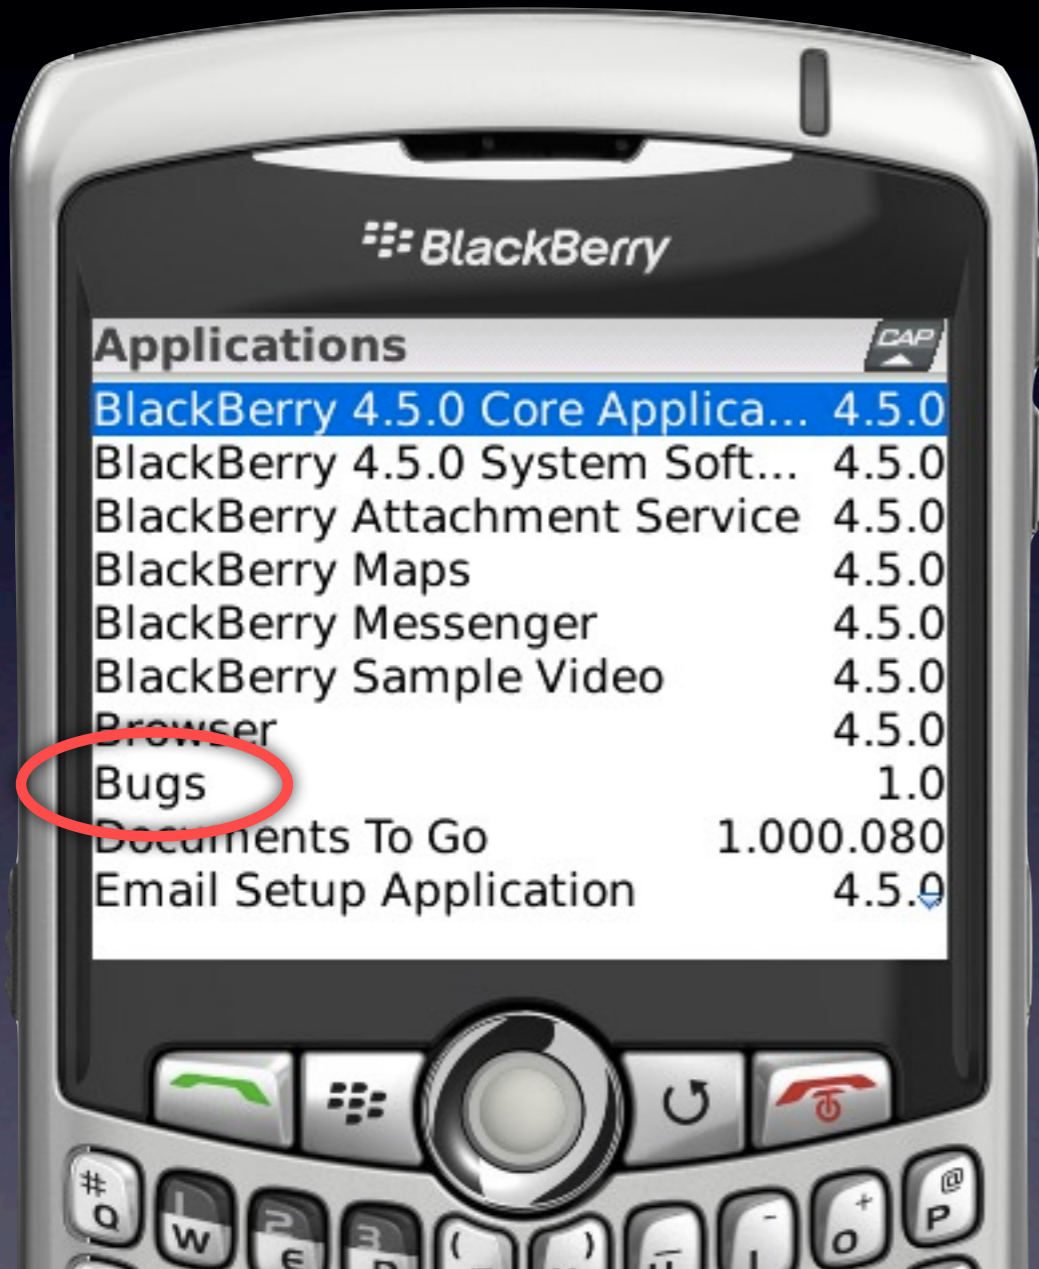 BlackBerry
Applications CAP
BlackBerry 4.5.0 Core Applica... 4.5.0
BlackBerry 4.5.0 System Soft... 4.5.0
BlackBerry Attachment Service 4.5.0
BlackBerry Maps 4.5.0
BlackBerry Messenger 4.5.0
BlackBerry Sample Video 4.5.0
Browser 4.5.0
Bugs 1.0
Documents To Go 1.000.080
Email Setup Application 4.5.0
# 1 2 3 ( ) _ - + @
Q W E R U I O P